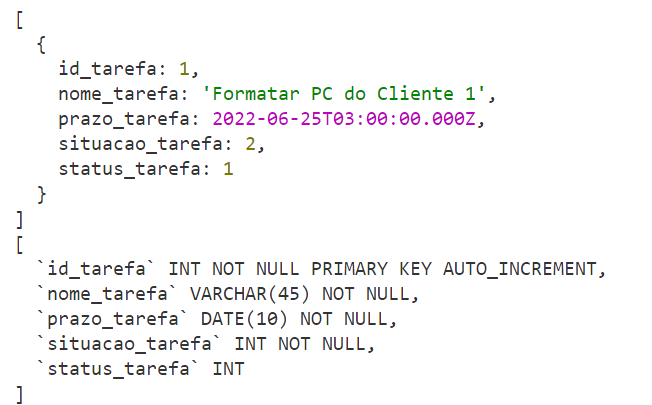 [
  {
    id_tarefa: 1,
    nome_tarefa: 'Formatar PC do Cliente 1',
    prazo_tarefa: 2022-06-25T03:00:00.000Z,
    situacao_tarefa: 2,
    status_tarefa: 1
  }
]
[
  `id_tarefa` INT NOT NULL PRIMARY KEY AUTO_INCREMENT,
  `nome_tarefa` VARCHAR(45) NOT NULL,
  `prazo_tarefa` DATE(10) NOT NULL,
  `situacao_tarefa` INT NOT NULL,
  `status_tarefa` INT
]